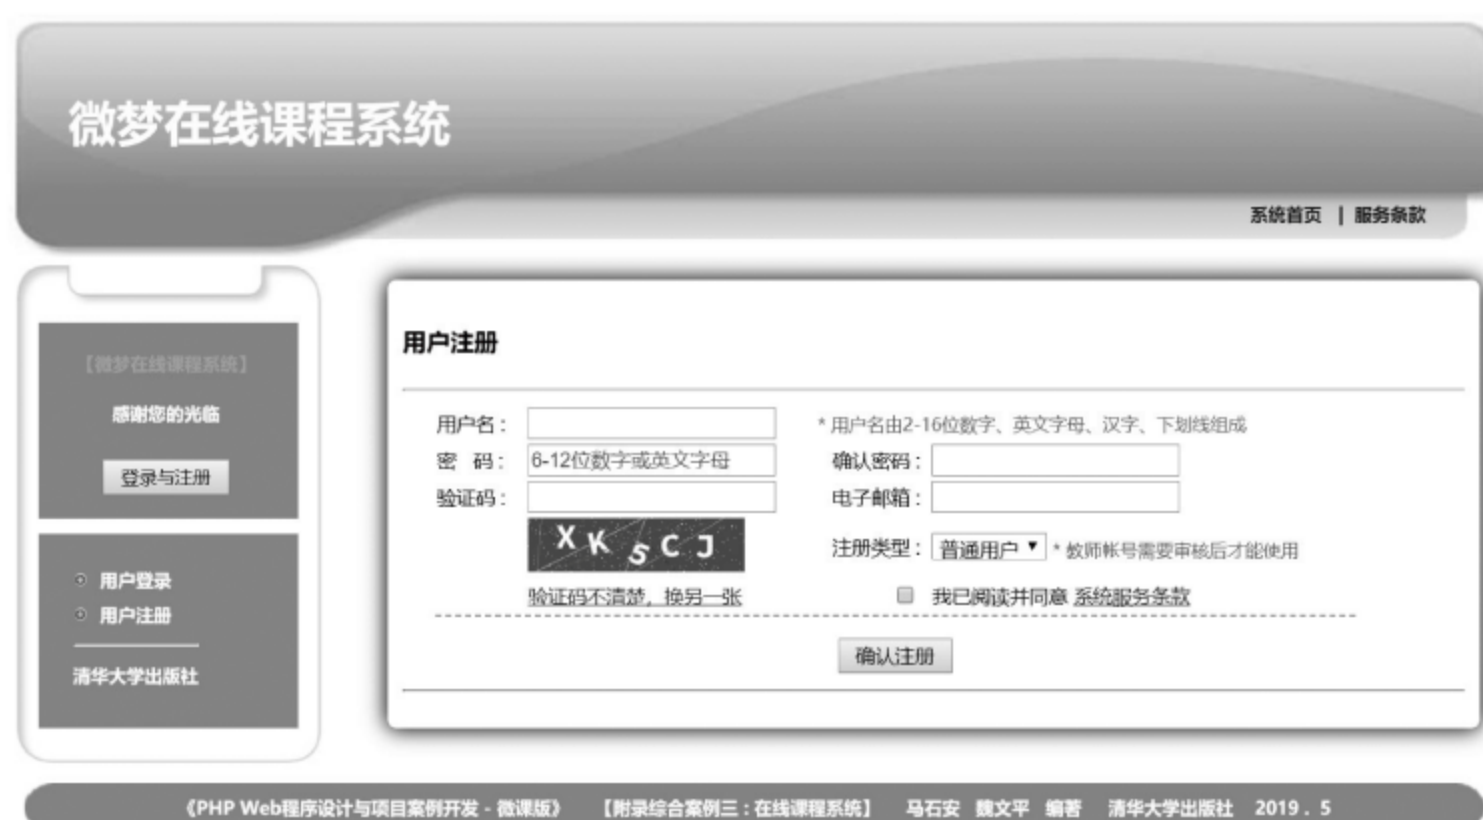 微梦在线课程系统
系统首页 | 服务条款
【微梦在线课程系统】
感谢您的光临
登录与注册
用户登录
用户注册
清华大学出版社
用户注册
用户名： * 用户名由2-16位数字、英文字母、汉字、下划线组成
密 码： 6-12位数字或英文字母 确认密码：
验证码： 电子邮箱：
X K S C J 注册类型： 普通用户 * 教师帐号需要审核后才能使用
验证码不清楚，换另一张 我已阅读并同意 系统服务条款
确认注册
《PHP Web程序设计与项目案例开发 - 微课版》 【附录综合案例三：在线课程系统】 马石安 魏文平 编著 清华大学出版社 2019 . 5